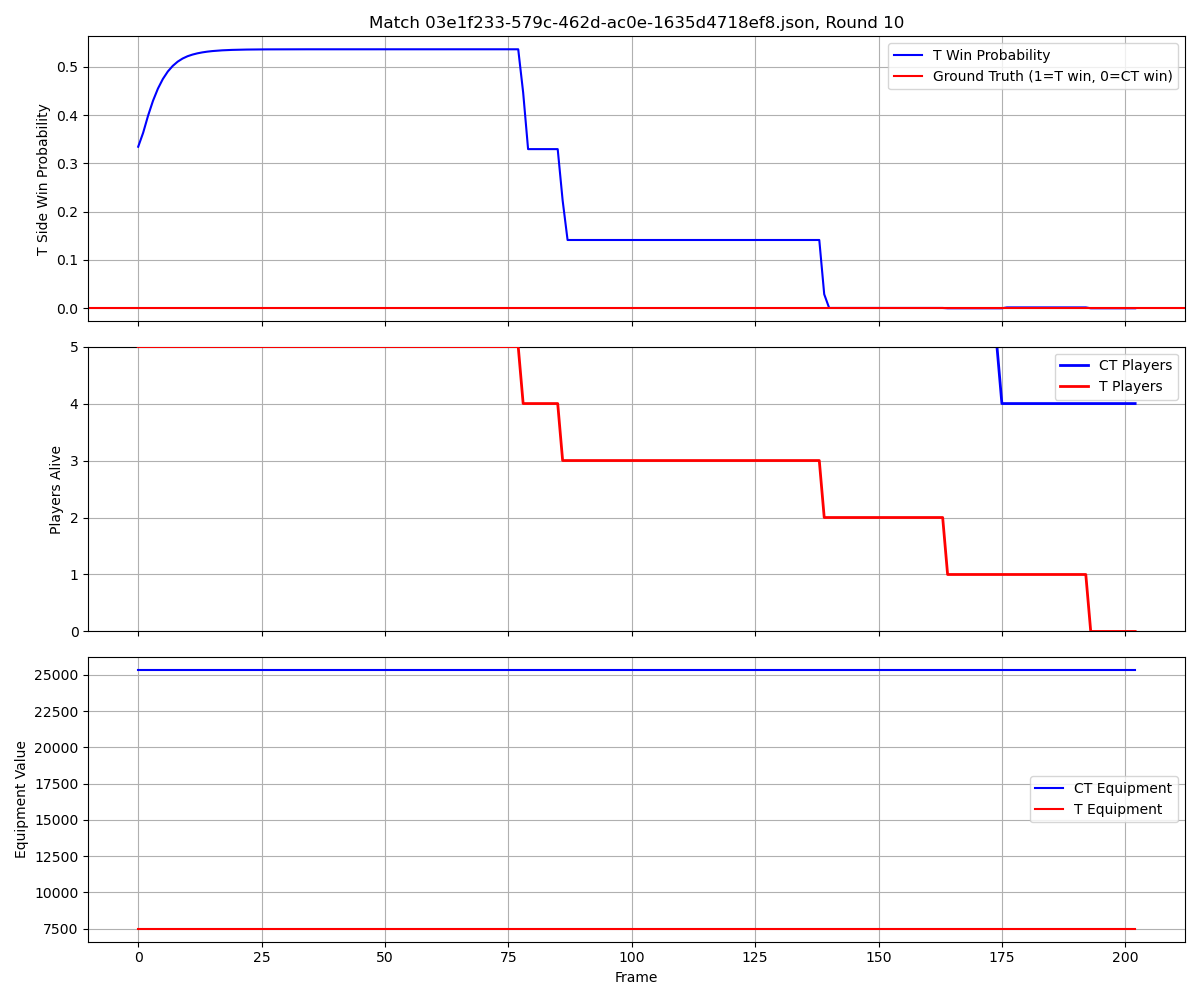 Match 03e1f233-579c-462d-ac0e-1635d4718ef8.json, Round 10
T Side Win Probability
0.5
0.4
0.3
0.2
0.1
0.0
T Win Probability
Ground Truth (1=T win, 0=CT win)
Players Alive
5
4
3
2
1
0
CT Players
T Players
Equipment Value
25000
22500
20000
17500
15000
12500
10000
7500
CT Equipment
T Equipment
0 25 50 75 100 125 150 175 200
Frame